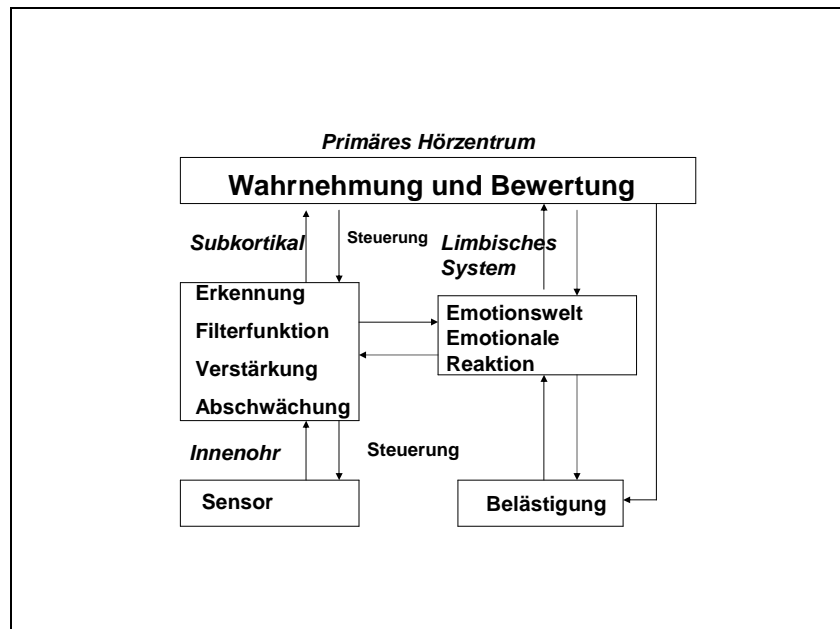 Primäres Hörzentrum
Wahrnehmung und Bewertung
Subkortikal
Steuerung
Limbisches
System
Erkennung
Filterfunktion
Verstärkung
Abschwächung
Emotionswelt
Emotionale
Reaktion
Innenohr
Steuerung
Sensor
Belästigung